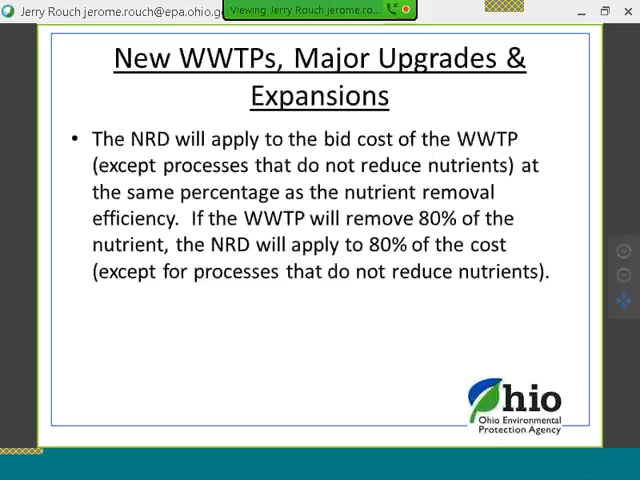 Jerry Rouch jerome.rouch@epa.ohio.g
Viewing Jerry Rouch jerome.ro...
New WWTPs, Major Upgrades &
Expansions
• The NRD will apply to the bid cost of the WWTP
(except processes that do not reduce nutrients) at
the same percentage as the nutrient removal
efficiency. If the WWTP will remove 80% of the
nutrient, the NRD will apply to 80% of the cost
(except for processes that do not reduce nutrients).
Ohio
Ohio Environmental
Protection Agency